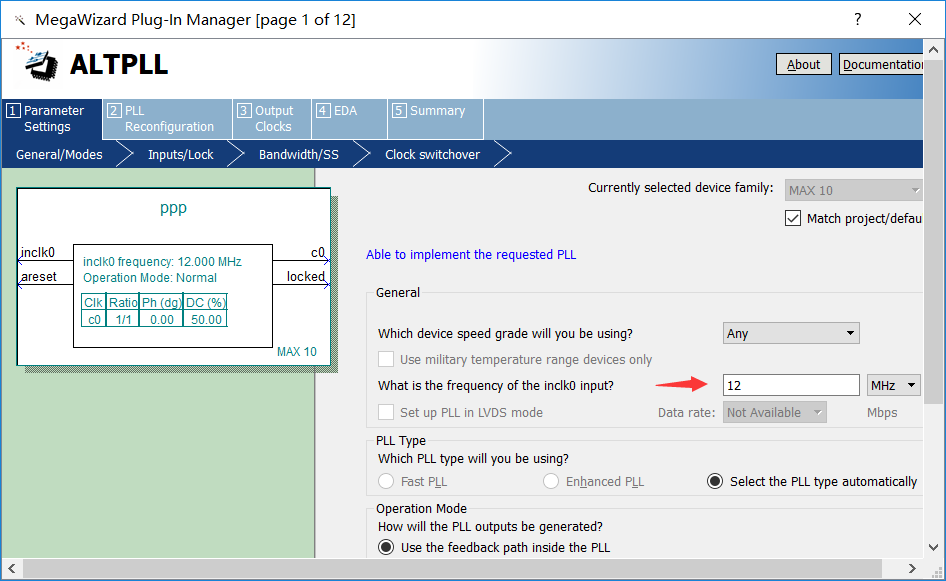 MegaWizard Plug-In Manager [page 1 of 12]
?
ALTPLL
About
Documentation
1 Parameter Settings
2 PLL Reconfiguration
3 Output Clocks
4 EDA
5 Summary
General/Modes
Inputs/Lock
Bandwidth/SS
Clock switchover
Currently selected device family:
MAX 10
Match project/defau
ppp
inclk0
areset
c0
locked
inclk0 frequency: 12.000 MHz
Operation Mode: Normal
Clk Ratio Ph (dg) DC (%)
c0 1/1 0.00 50.00
MAX 10
Able to implement the requested PLL
General
Which device speed grade will you be using?
Any
Use military temperature range devices only
What is the frequency of the inclk0 input?
12
MHz
Set up PLL in LVDS mode
Data rate:
Not Available
Mbps
PLL Type
Which PLL type will you be using?
Fast PLL
Enhanced PLL
Select the PLL type automatically
Operation Mode
How will the PLL outputs be generated?
Use the feedback path inside the PLL